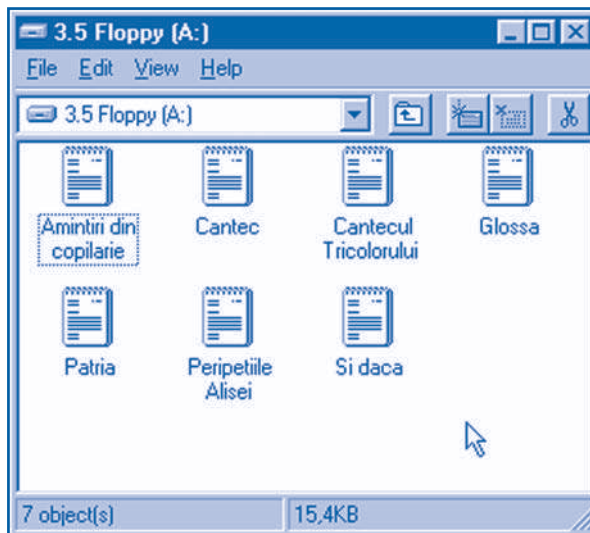 3.5 Floppy (A:)
File Edit View Help
3.5 Floppy (A:)
Amintiri din
copilarie
Cantec
Cantecul
Tricolorului
Glossa
Patria
Peripetiile
Alisei
Si daca
7 object(s) 15,4KB